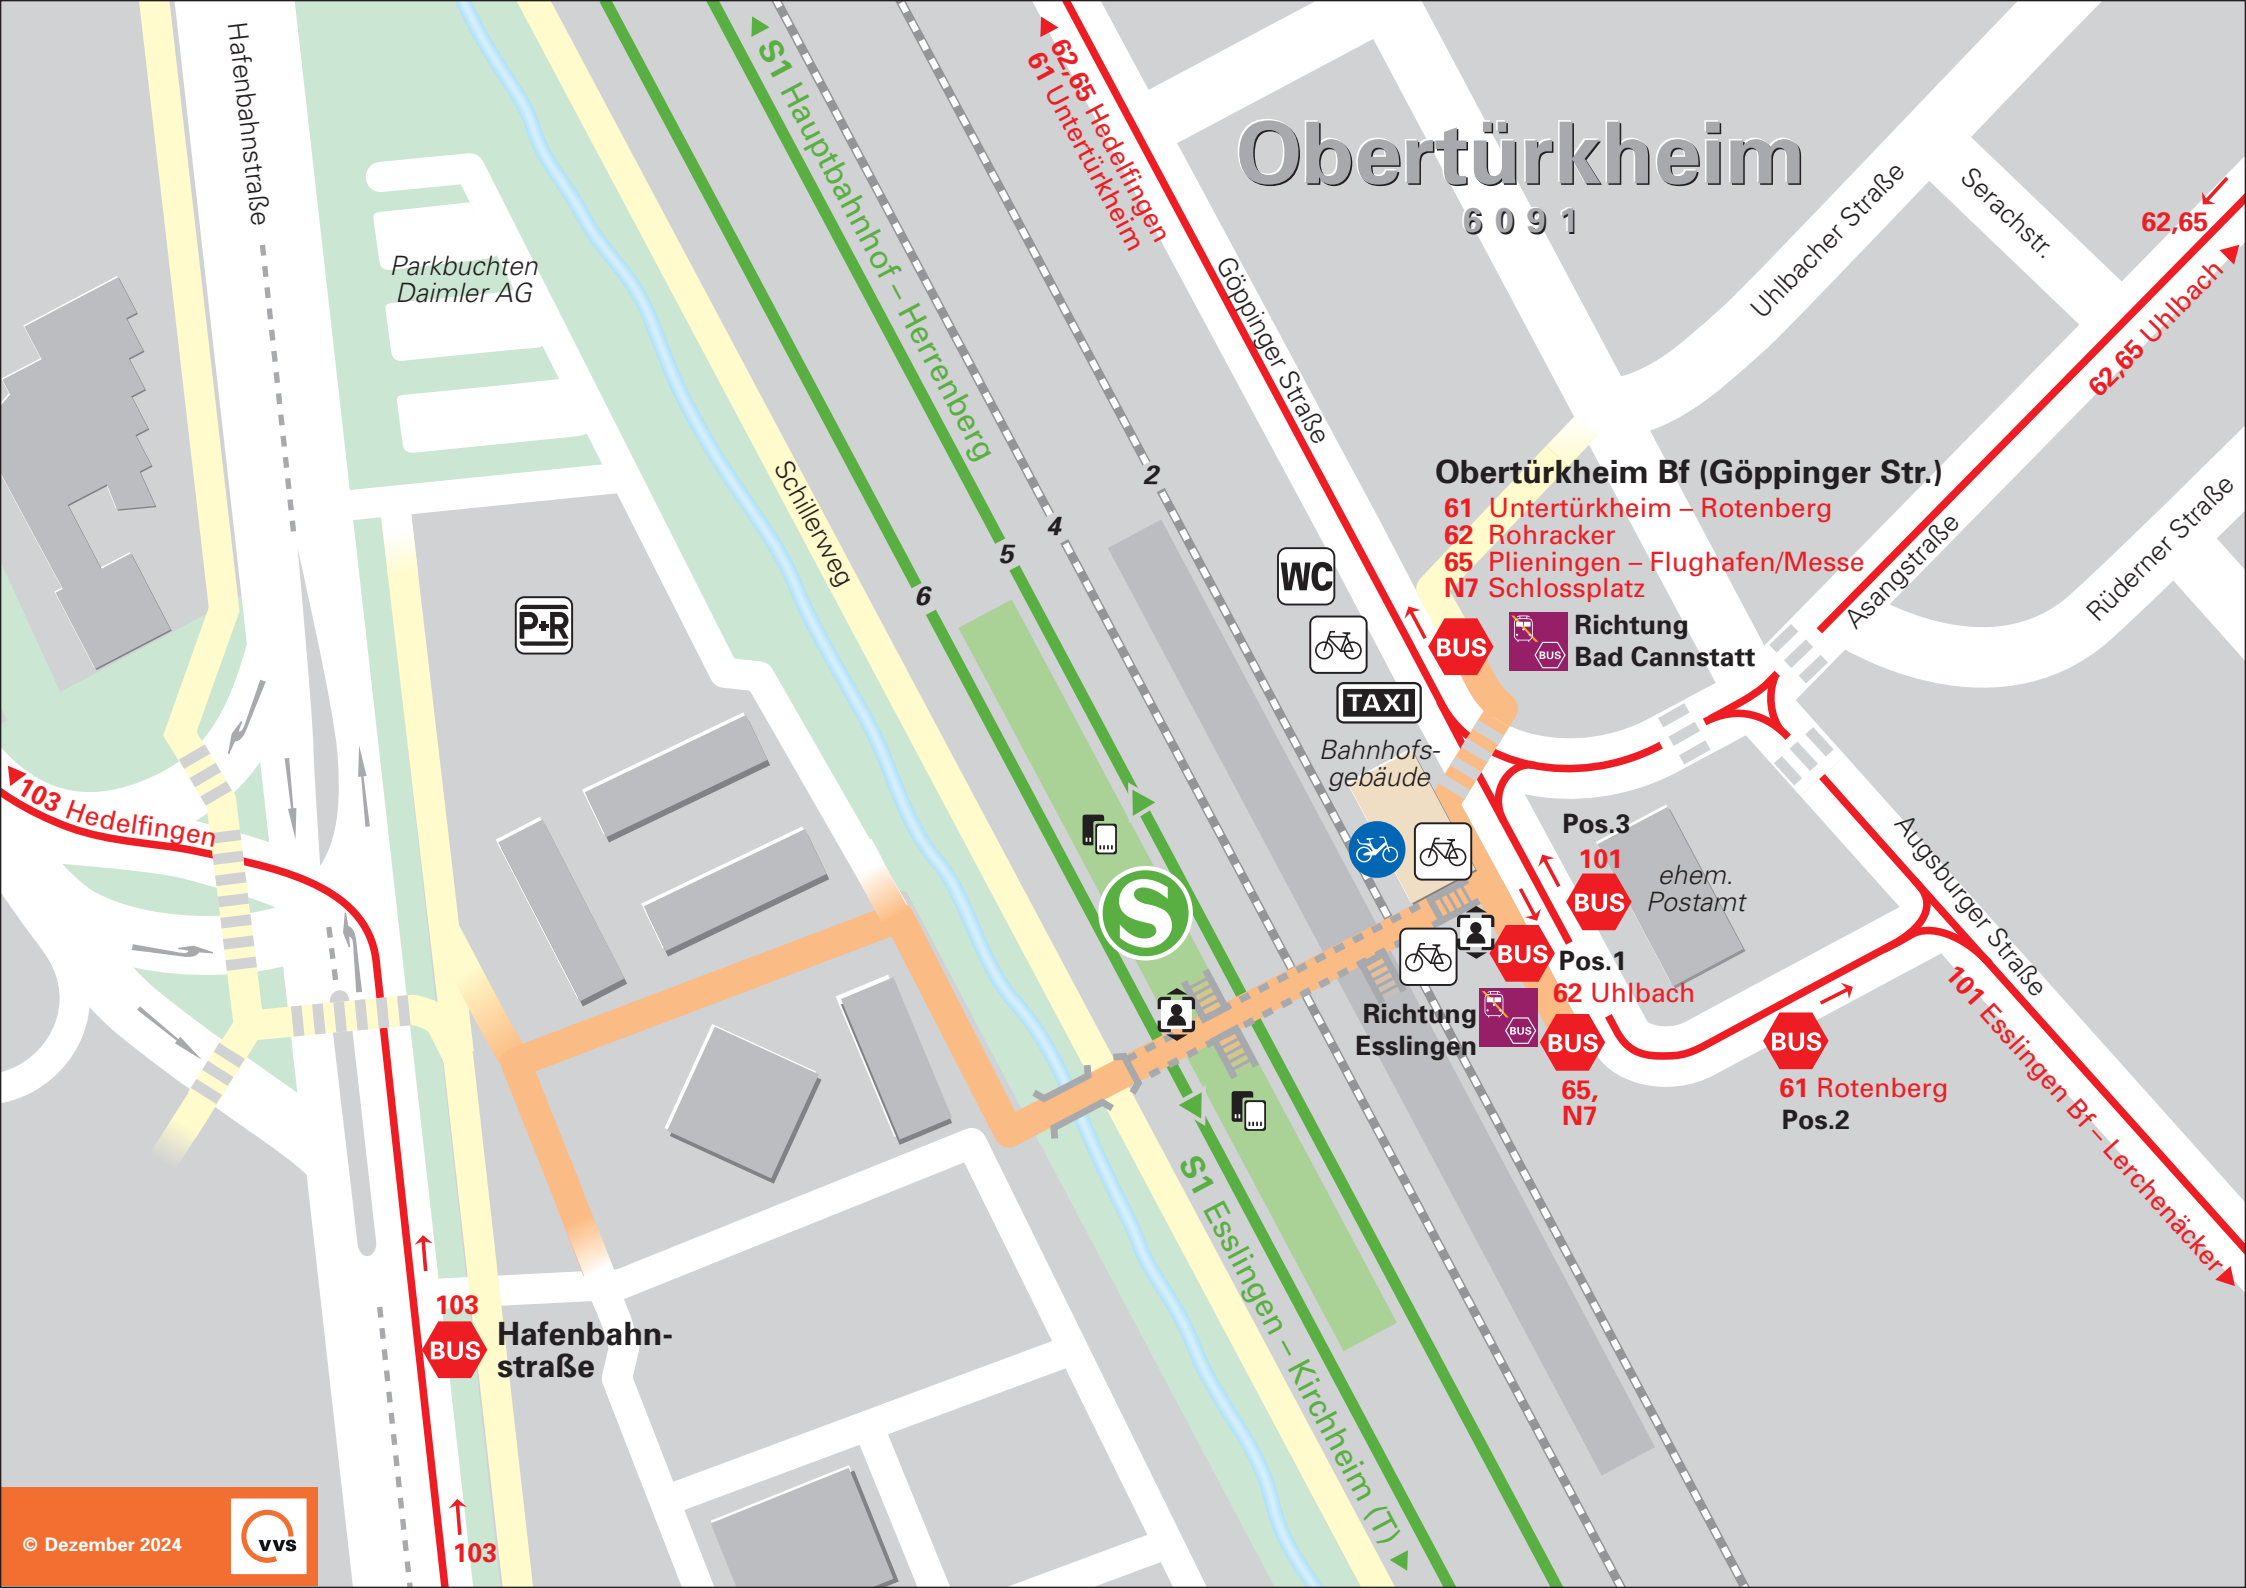 Obertürkheim
6091
Hafenbahnstraße
Parkbuchten
Daimler AG
S1 Hauptbahnhof – Herrenberg
62,65 Hedelfingen
61 Untertürkheim
Göppinger Straße
Uhlbacher Straße
Serachstr.
62,65
62,65 Uhlbach
Asangstraße
Rüderner Straße
Schillerweg
2
4
5
6
P+R
WC
TAXI
Bahnhofs-
gebäude
Obertürkheim Bf (Göppinger Str.)
61 Untertürkheim – Rotenberg
62 Rohracker
65 Plieningen – Flughafen/Messe
N7 Schlossplatz
BUS
BUS
Richtung
Bad Cannstatt
103 Hedelfingen
S
Pos.3
101
BUS
ehem.
Postamt
Augsburger Straße
BUS
Pos.1
62 Uhlbach
Richtung
Esslingen
BUS
BUS
65,
N7
BUS
61 Rotenberg
Pos.2
101 Esslingen Bf – Lerchenäcker
S1 Esslingen – Kirchheim (T)
103
BUS
Hafenbahn-
straße
103
© Dezember 2024
vvs